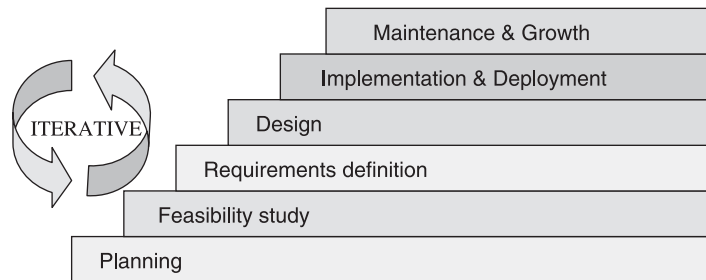 Maintenance & Growth
Implementation & Deployment
ITERATIVE
Design
Requirements definition
Feasibility study
Planning